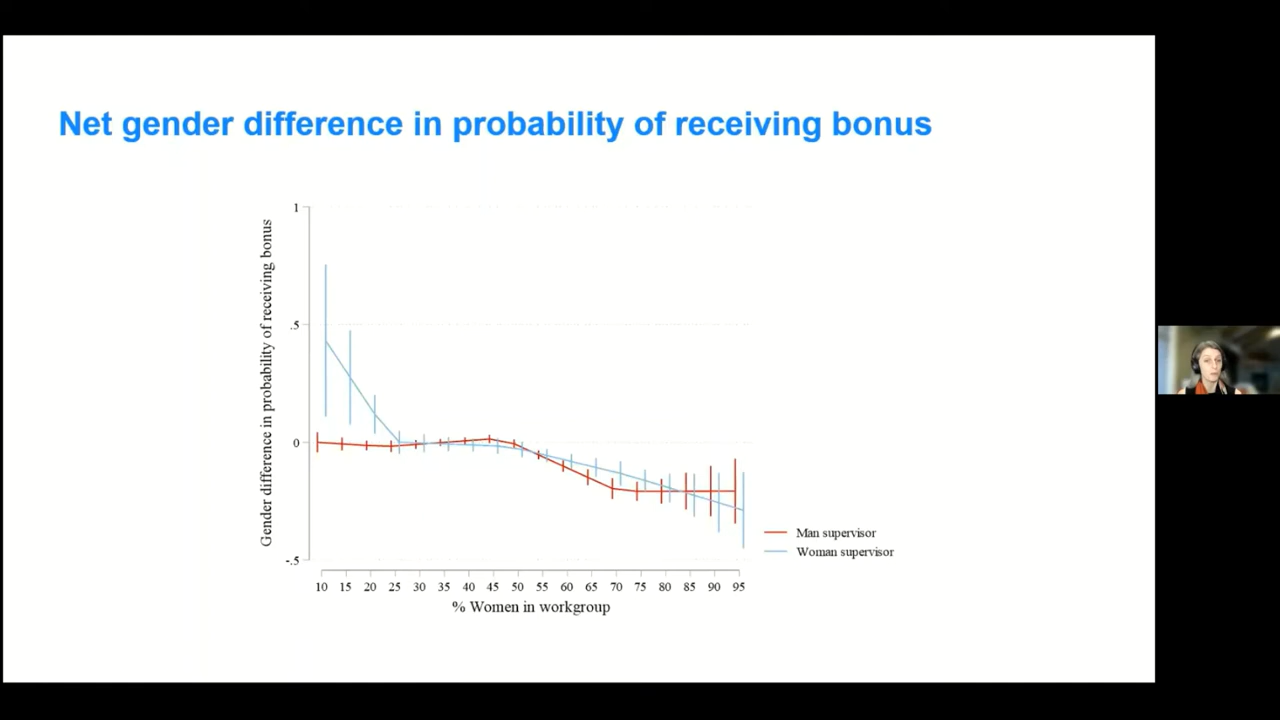 Net gender difference in probability of receiving bonus
Gender difference in probability of receiving bonus
1
.5
0
-.5
10 15 20 25 30 35 40 45 50 55 60 65 70 75 80 85 90 95
% Women in workgroup
Man supervisor
Woman supervisor